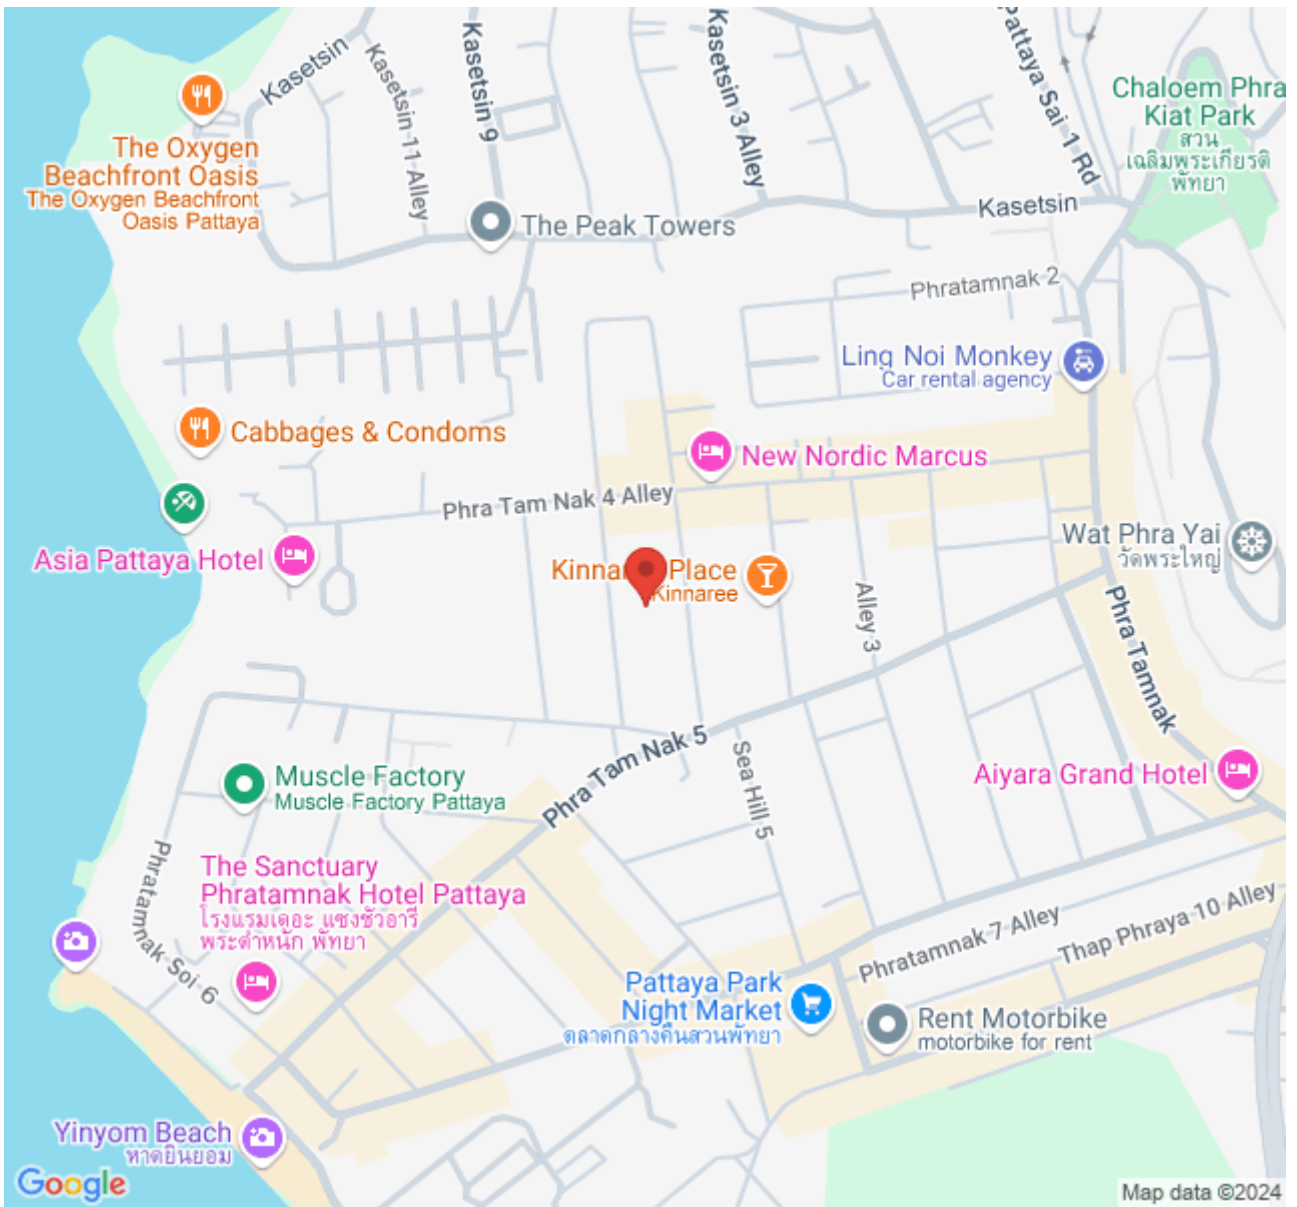 Kasetsin
Kasetsin 11 Alley
Kasetsin 9
Kasetsin 3 Alley
Pattaya Sai 1 Rd
Chaloem Phra
Kiat Park
สวน
เฉลิมพระเกียรติ
พัทยา
The Oxygen
Beachfront Oasis
The Oxygen Beachfront
Oasis Pattaya
The Peak Towers
Kasetsin
Phratamnak 2
Ling Noi Monkey
Car rental agency
Cabbages & Condoms
New Nordic Marcus
Phra Tam Nak 4 Alley
Asia Pattaya Hotel
Wat Phra Yai
วัดพระใหญ่
Kinna Place
Kinnaree
Alley 3
Phra Tamnak
Phra Tam Nak 5
Sea Hill 5
Aiyara Grand Hotel
Muscle Factory
Muscle Factory Pattaya
Phratamnak Soi 6
The Sanctuary
Phratamnak Hotel Pattaya
โรงแรมเดอะ แซงชัวอารี
พระตำหนัก พัทยา
Phratamnak 7 Alley
Thap Phraya 10 Alley
Pattaya Park
Night Market
ตลาดกลางคืนสวนพัทยา
Rent Motorbike
motorbike for rent
Yinyom Beach
หาดยินยอม
Google
Map data ©2024